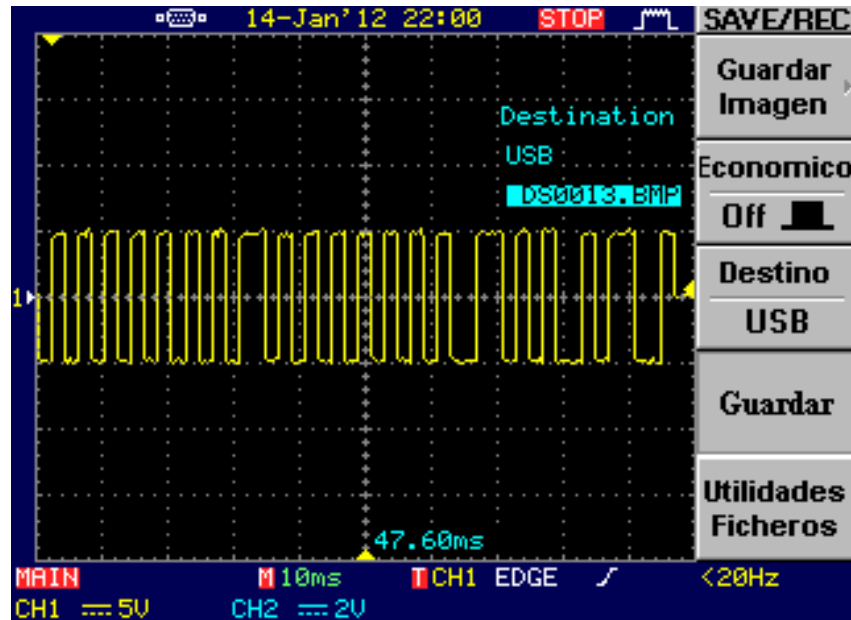 14-Jan'12 22:00 STOP SAVE/REC
Guardar
Imagen
Destination
USB
DS0013.BMP
Economico
Off
Destino
USB
1
Guardar
Utilidades
Ficheros
47.60ms
MAIN M 10ms T CH1 EDGE <20Hz
CH1 5V CH2 2V